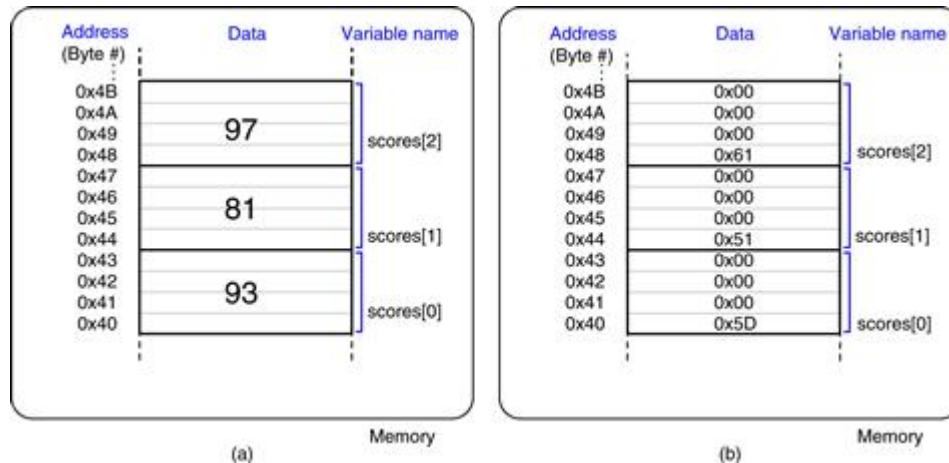 Address Data Variable name
(Byte #)
0x4B
0x4A
0x49
0x48
97
scores[2]
0x47
0x46
0x45
0x44
81
scores[1]
0x43
0x42
0x41
0x40
93
scores[0]
Memory
(a)
Address Data Variable name
(Byte #)
0x4B 0x00
0x4A 0x00
0x49 0x00
0x48 0x61 scores[2]
0x47 0x00
0x46 0x00
0x45 0x00
0x44 0x51 scores[1]
0x43 0x00
0x42 0x00
0x41 0x00
0x40 0x5D scores[0]
Memory
(b)